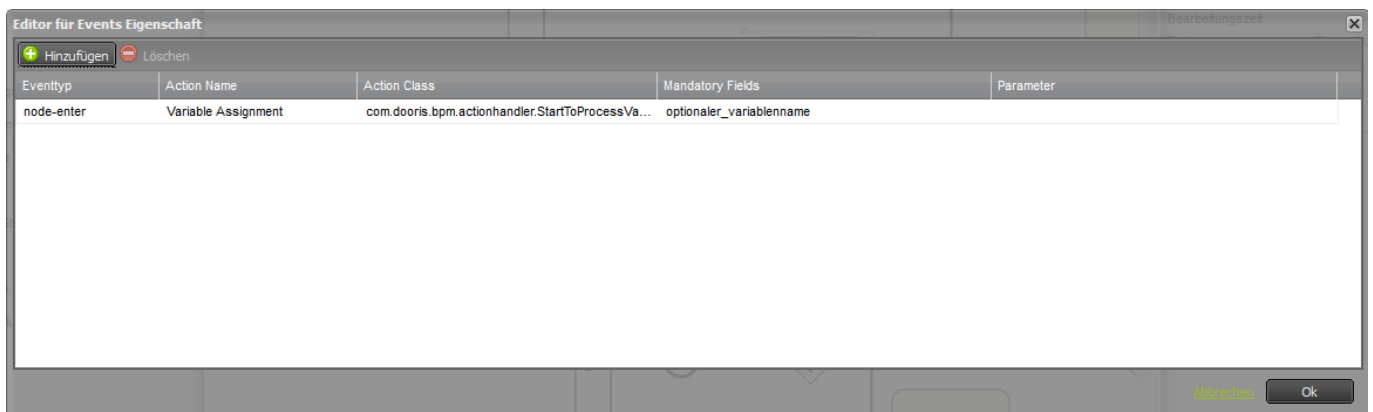 Bearbeitungszeit
Editor für Events Eigenschaft
Hinzufügen Löschen
Eventtyp Action Name Action Class Mandatory Fields Parameter
node-enter Variable Assignment com.dooris.bpm.actionhandler.StartToProcessVa... optionaler_variablenname
Abbrechen Ok